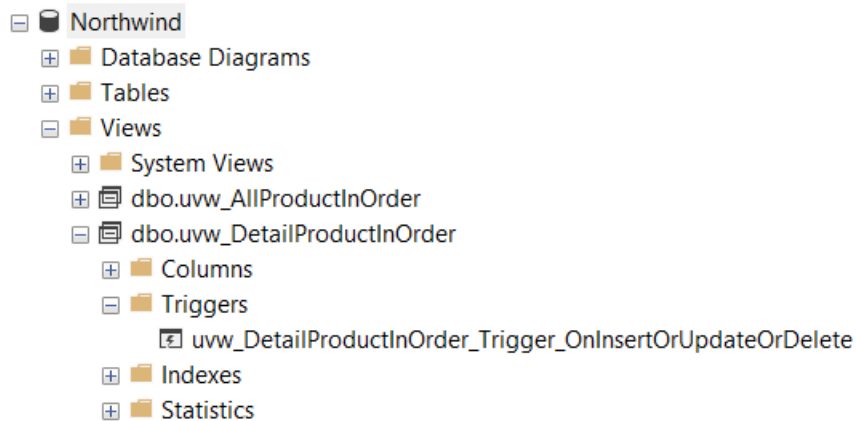 Northwind
Database Diagrams
Tables
Views
System Views
dbo.uvw_AllProductInOrder
dbo.uvw_DetailProductInOrder
Columns
Triggers
uvw_DetailProductInOrder_Trigger_OnInsertOrUpdateOrDelete
Indexes
Statistics